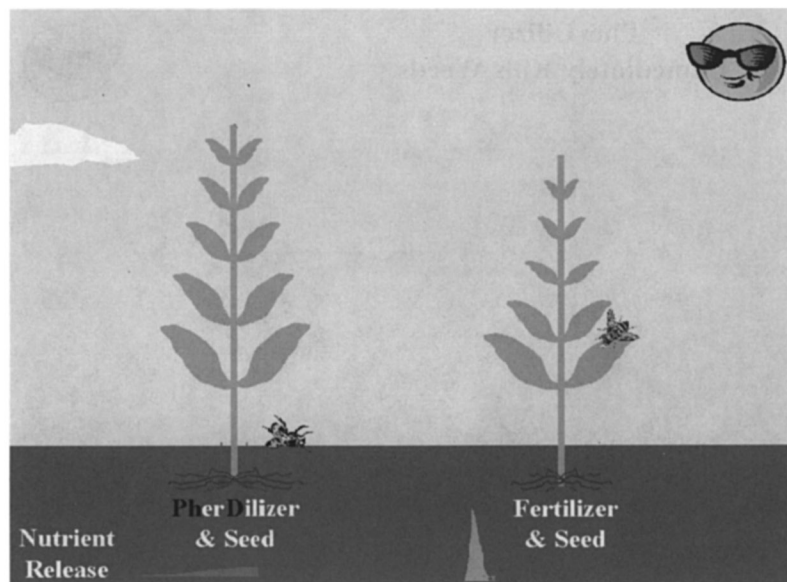 PherDilizer
& Seed
Fertilizer
& Seed
Nutrient
Release